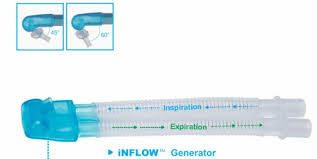 45°
60°
Inspiration
Expiration
iNFLOW™ Generator